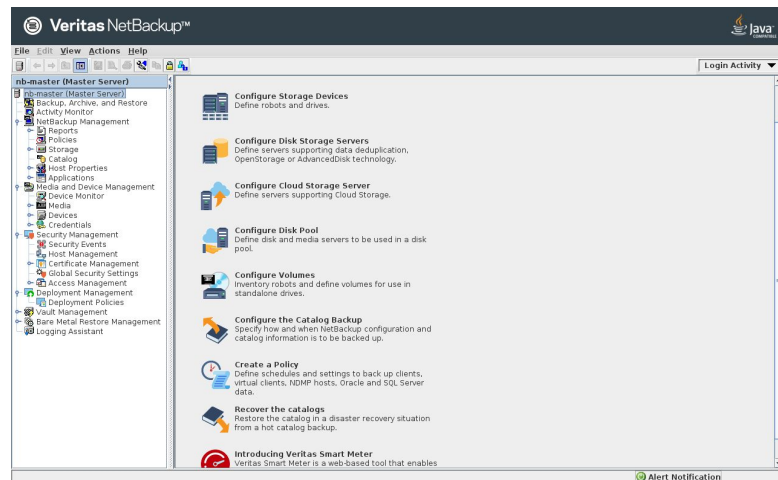 Veritas NetBackup™
Java
COMPATIBLE
File Edit View Actions Help
Login Activity
nb-master (Master Server)
nb-master (Master Server)
Backup, Archive, and Restore
Activity Monitor
NetBackup Management
Reports
Policies
Storage
Catalog
Host Properties
Applications
Media and Device Management
Device Monitor
Media
Devices
Credentials
Security Management
Security Events
Host Management
Certificate Management
Global Security Settings
Access Management
Deployment Management
Deployment Policies
Vault Management
Bare Metal Restore Management
Logging Assistant
Configure Storage Devices
Define robots and drives.
Configure Disk Storage Servers
Define servers supporting data deduplication,
OpenStorage or AdvancedDisk technology.
Configure Cloud Storage Server
Define servers supporting Cloud Storage.
Configure Disk Pool
Define disk and media servers to be used in a disk
pool.
Configure Volumes
Inventory robots and define volumes for use in
standalone drives.
Configure the Catalog Backup
Specify how and when NetBackup configuration and
catalog information is to be backed up.
Create a Policy
Define schedules and settings to back up clients,
virtual clients, NDMP hosts, Oracle and SQL Server
data.
Recover the catalogs
Restore the catalog in a disaster recovery situation
from a hot catalog backup.
Introducing Veritas Smart Meter
Veritas Smart Meter is a web-based tool that enables
Alert Notification